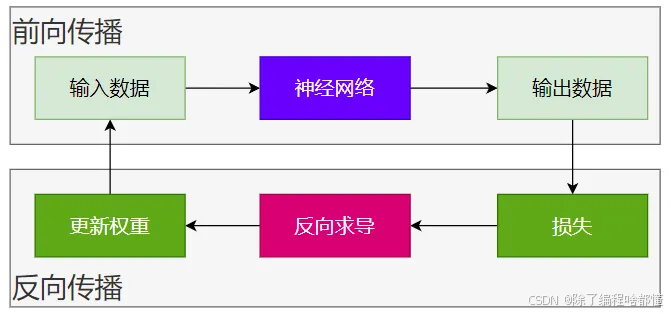 前向传播
输入数据
神经网络
输出数据
更新权重
反向求导
损失
反向传播
CSDN @除了编程啥都懂